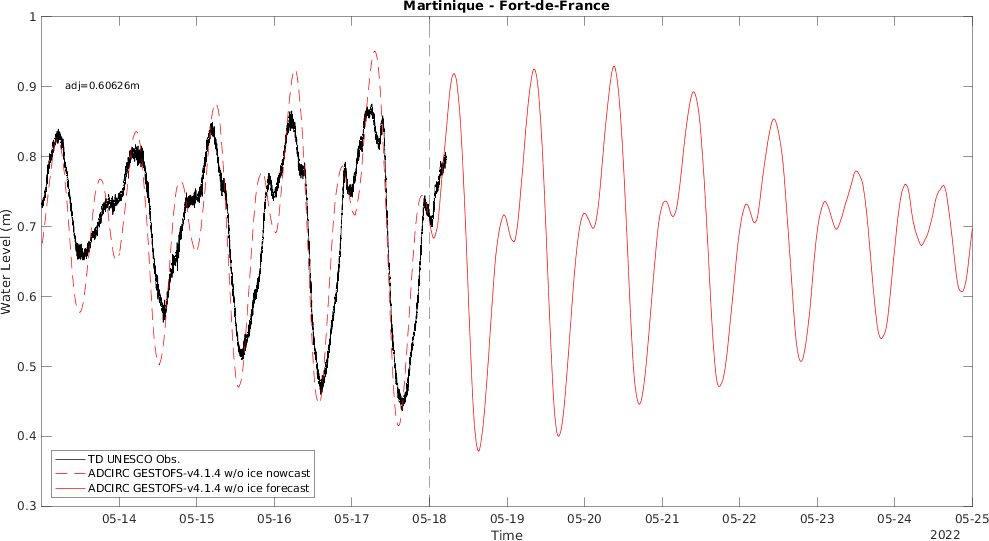 Martinique - Fort-de-France
1
0.9
0.8
0.7
0.6
0.5
0.4
0.3
Water Level (m)
adj=0.60626m
TD UNESCO Obs.
ADCIRC GESTOFS-v4.1.4 w/o ice nowcast
ADCIRC GESTOFS-v4.1.4 w/o ice forecast
05-14 05-15 05-16 05-17 05-18 05-19 05-20 05-21 05-22 05-23 05-24 05-25
Time
2022